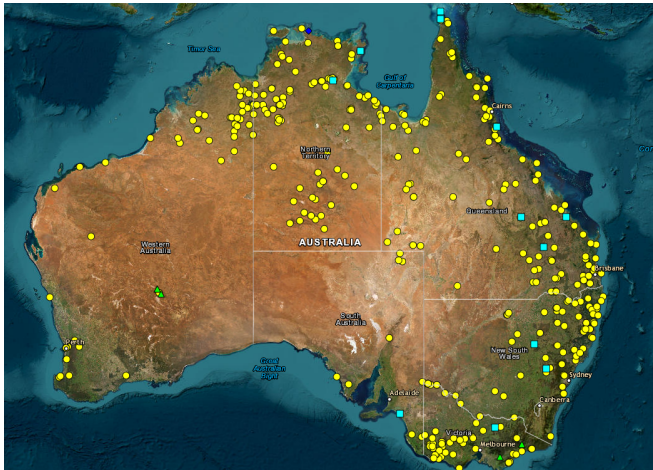 Timor Sea
Gulf of
Carpentaria
Cairns
Northern
Territory
Queensland
Western
Australia
AUSTRALIA
Brisbane
South
Australia
Perth
Great
Australian
Bight
New South
Wales
Sydney
Adelaide
Canberra
Victoria
Melbourne